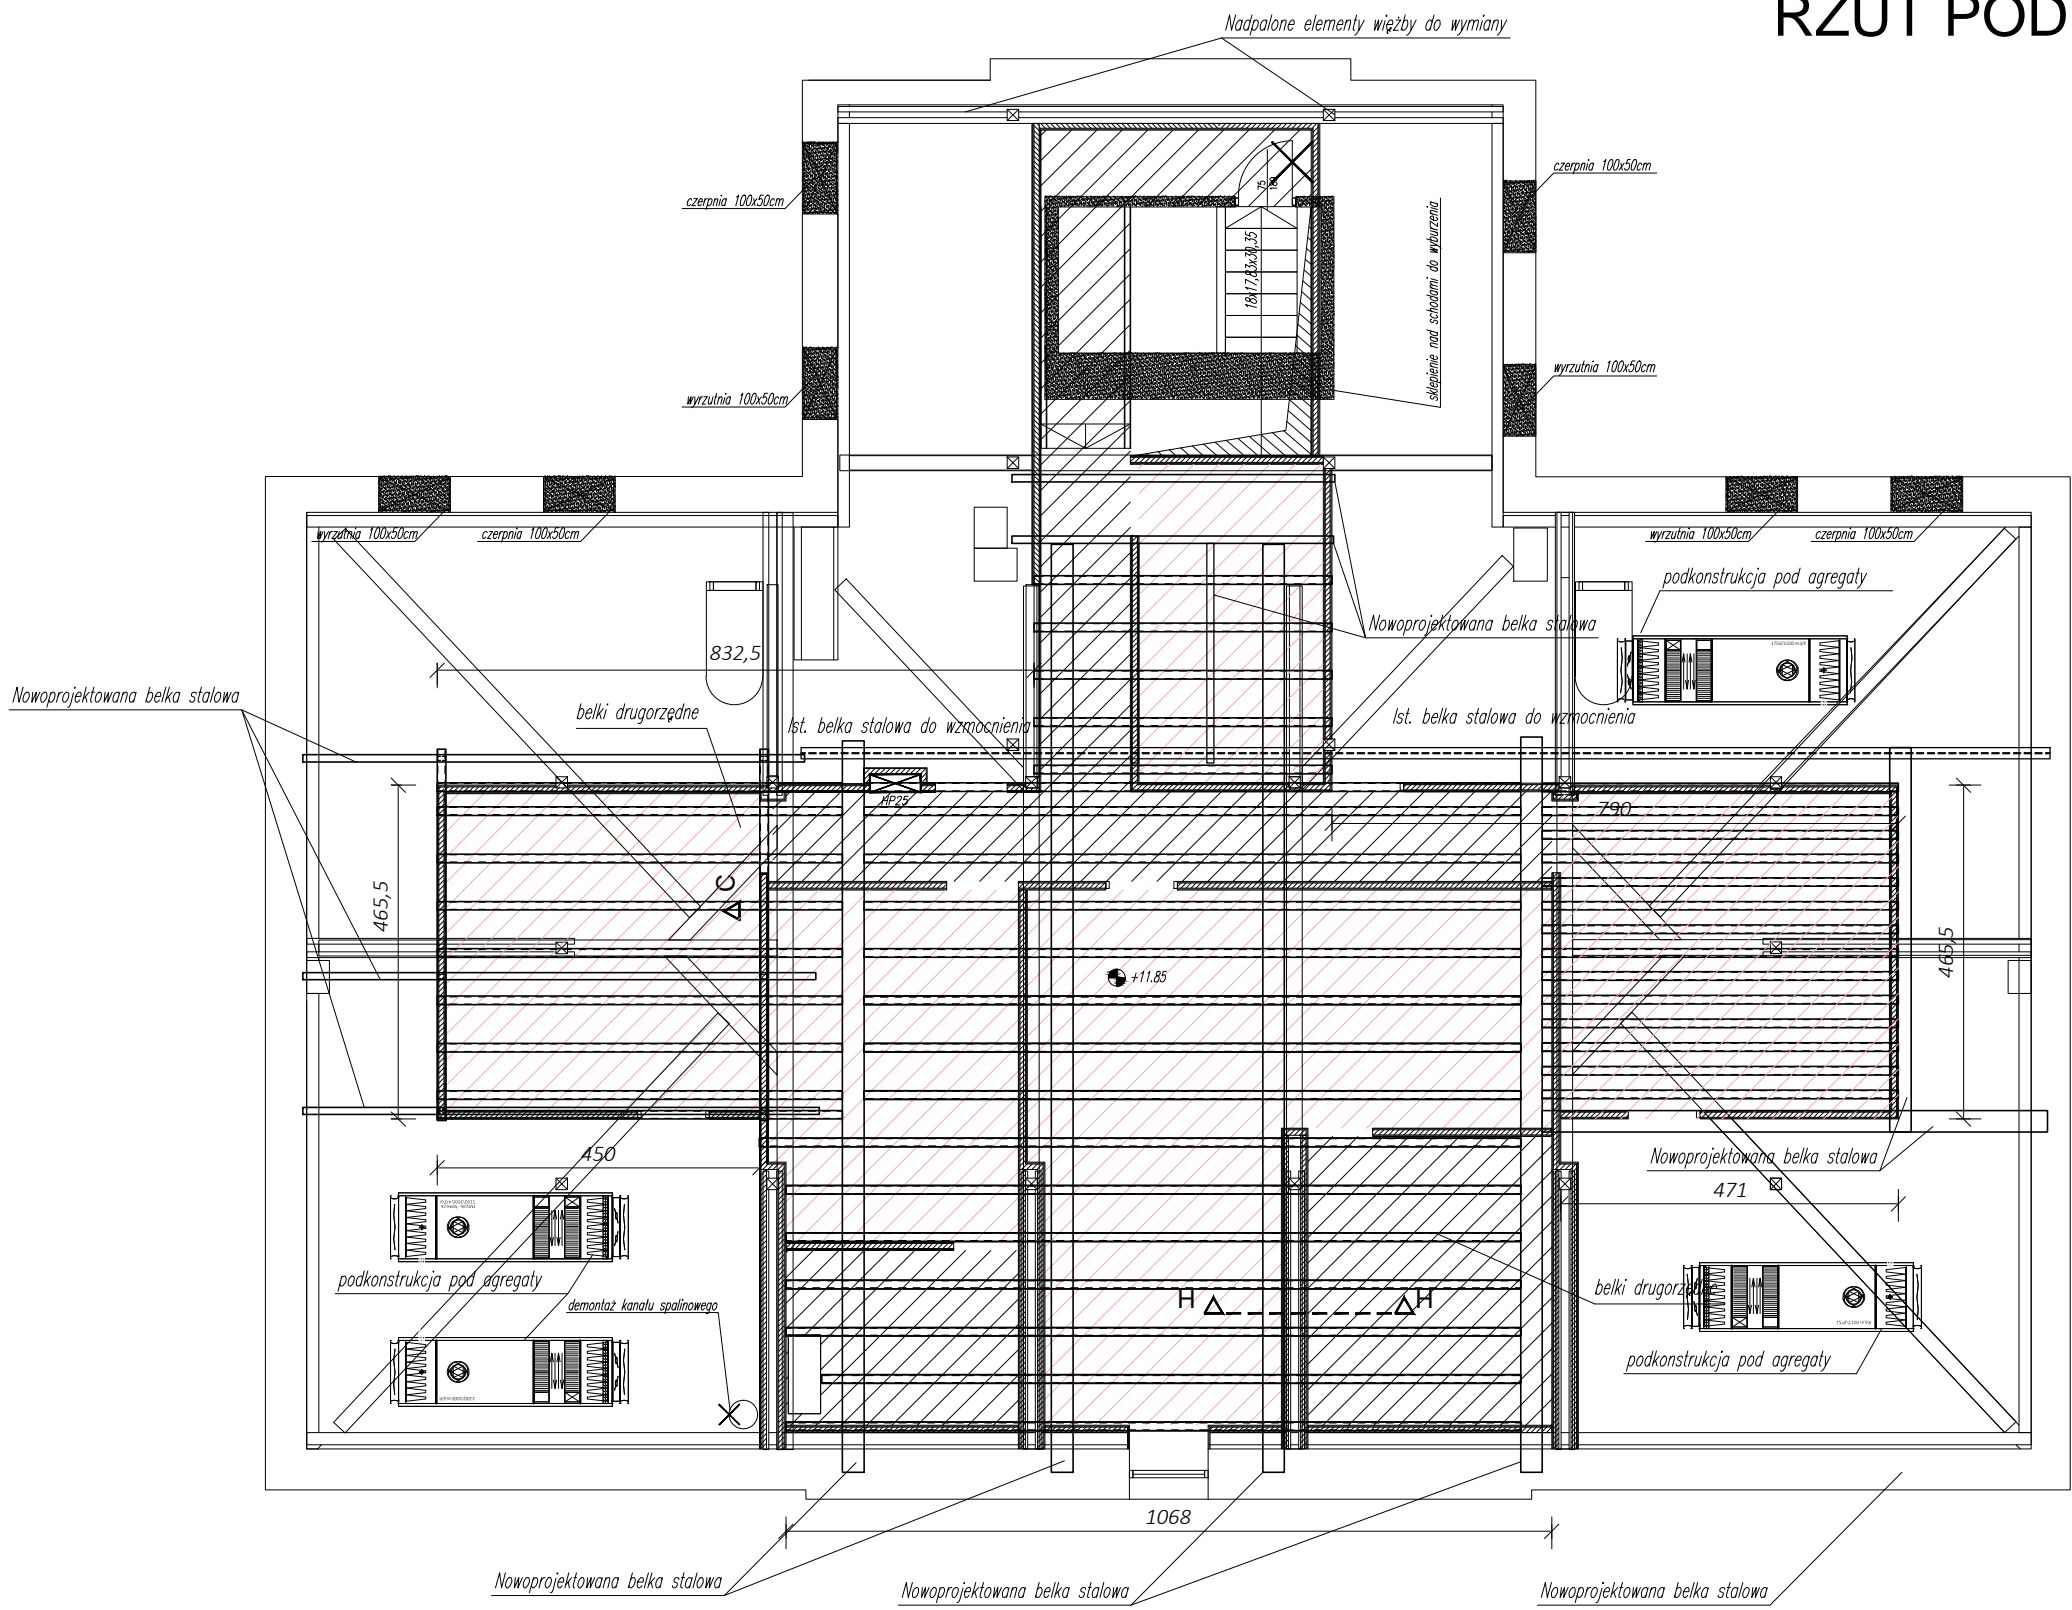 RZUT POD
Nadpalone elementy więźby do wymiany
czerpnia 100x50cm
czerpnia 100x50cm
75
180
18x17,83x30,35
sklepienie nad schodami do wyburzenia
wyrzutnia 100x50cm
wyrzutnia 100x50cm
wyrzutnia 100x50cm
czerpnia 100x50cm
wyrzutnia 100x50cm
czerpnia 100x50cm
podkonstrukcja pod agregaty
Nowoprojektowana belka stalowa
832,5
Nowoprojektowana belka stalowa
belki drugorzędne
Ist. belka stalowa do wzmocnienia
Ist. belka stalowa do wzmocnienia
HP25
790
465,5
C
465,5
+11.85
450
Nowoprojektowana belka stalowa
471
podkonstrukcja pod agregaty
demontaż kanału spalinowego
H
H
belki drugorzędne
podkonstrukcja pod agregaty
1068
Nowoprojektowana belka stalowa
Nowoprojektowana belka stalowa
Nowoprojektowana belka stalowa